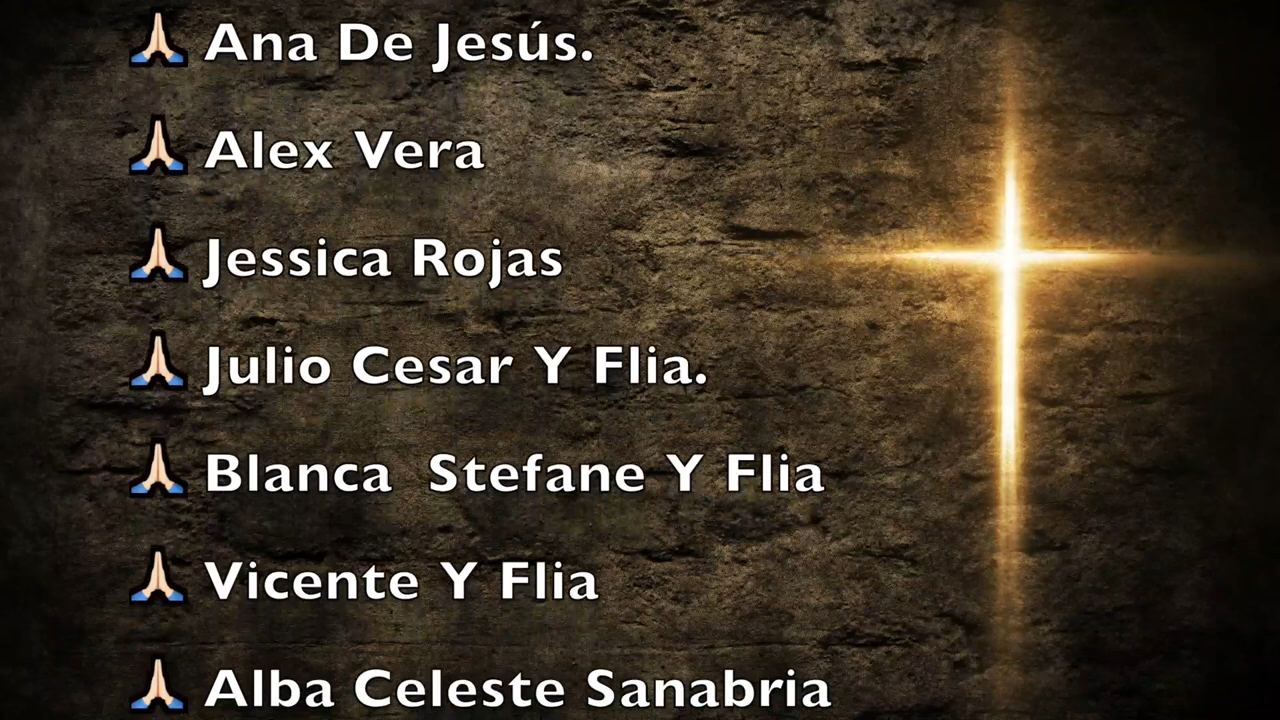 🙏🏻 Ana De Jesús.
🙏🏻 Alex Vera
🙏🏻 Jessica Rojas
🙏🏻 Julio Cesar Y Flia.
🙏🏻 Blanca  Stefane Y Flia
🙏🏻 Vicente Y Flia
🙏🏻 Alba Celeste Sanabria